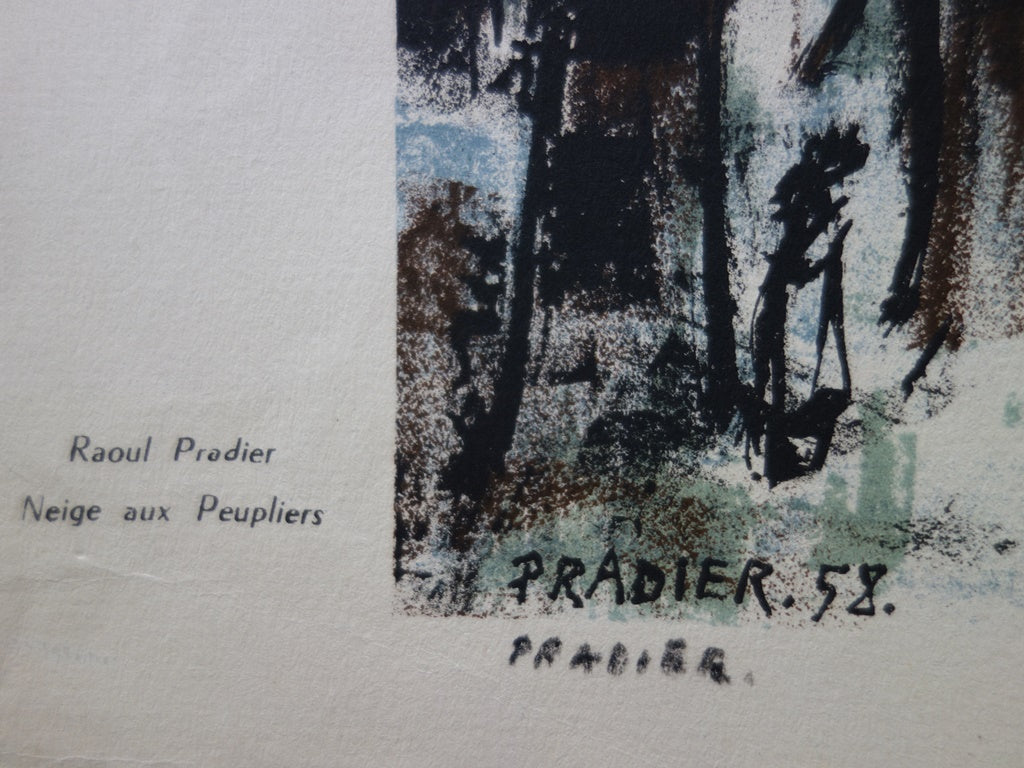 Raoul Pradier
Neige aux Peupliers
PRADIER.58.
PRADIER.